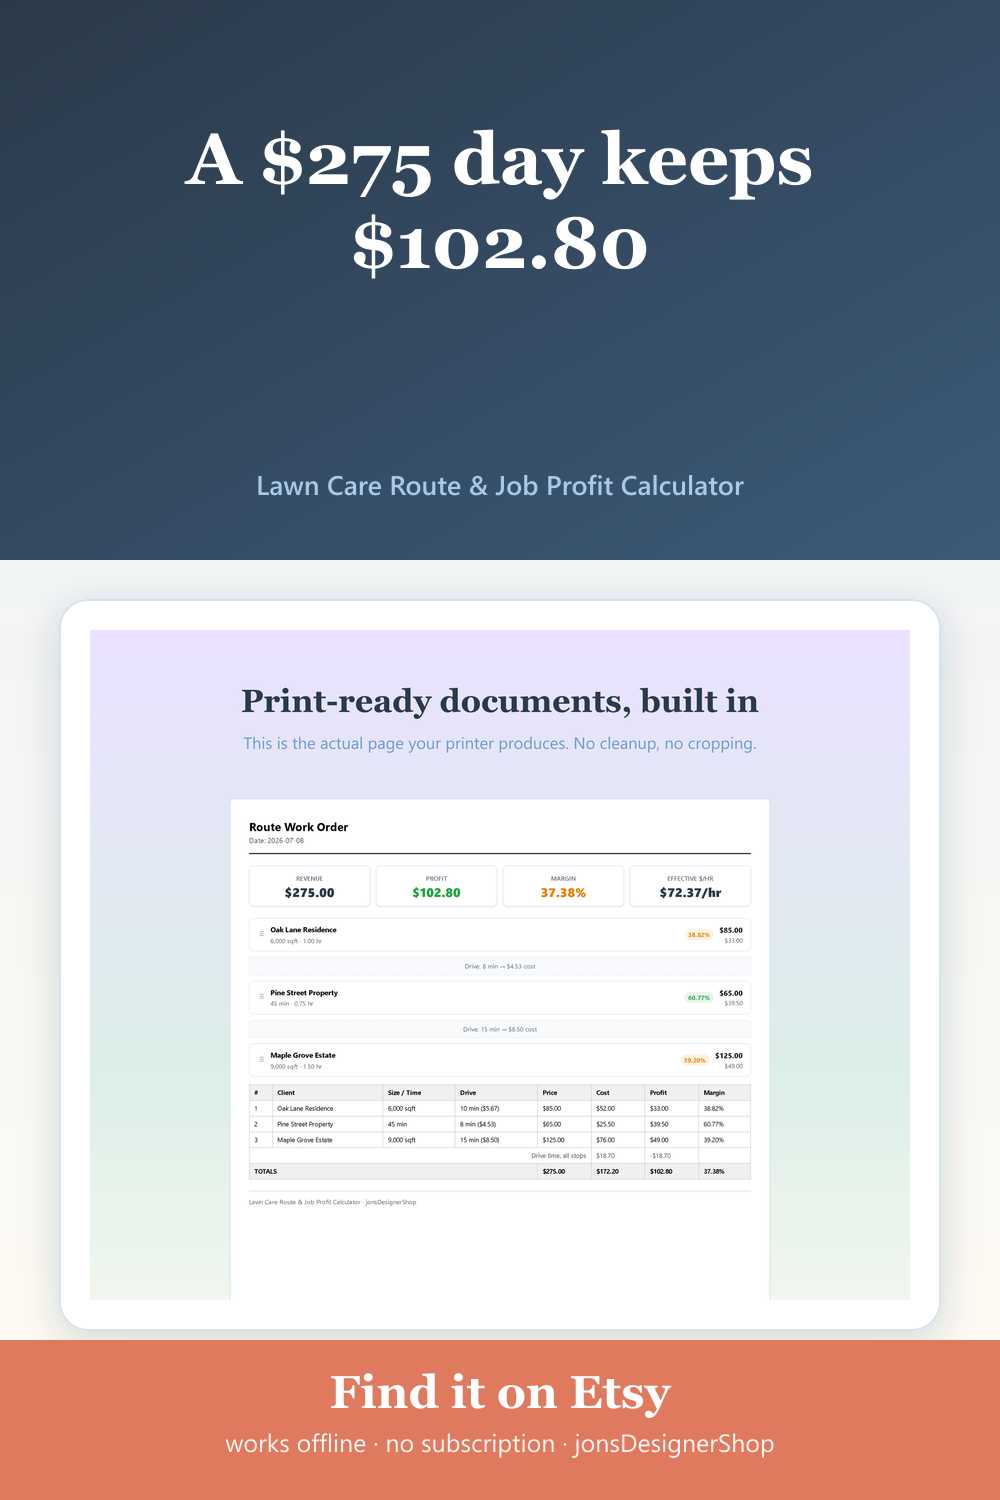 A $275 day keeps
$102.80
Lawn Care Route & Job Profit Calculator
Print-ready documents, built in
This is the actual page your printer produces. No cleanup, no cropping.
Route Work Order
Date: 2026-07-08
REVENUE PROFIT MARGIN EFFECTIVE $/HR
$275.00 $102.80 37.38% $72.37/hr
Oak Lane Residence 38.82% $85.00
6,000 sqft · 1.00 hr $33.00
Drive: 8 min → $4.53 cost
Pine Street Property 60.77% $65.00
45 min · 0.75 hr $39.50
Drive: 15 min → $8.50 cost
Maple Grove Estate 39.20% $125.00
9,000 sqft · 1.50 hr $49.00
# Client Size / Time Drive Price Cost Profit Margin
1 Oak Lane Residence 6,000 sqft 10 min ($5.67) $85.00 $52.00 $33.00 38.82%
2 Pine Street Property 45 min 8 min ($4.53) $65.00 $25.50 $39.50 60.77%
3 Maple Grove Estate 9,000 sqft 15 min ($8.50) $125.00 $76.00 $49.00 39.20%
Drive time, all stops $18.70 -$18.70
TOTALS $275.00 $172.20 $102.80 37.38%
Lawn Care Route & Job Profit Calculator · jonsDesignerShop
Find it on Etsy
works offline · no subscription · jonsDesignerShop